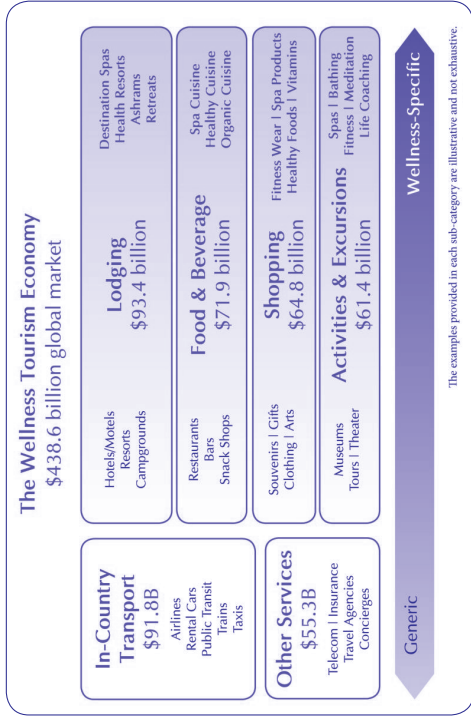 The Wellness Tourism Economy
$438.6 billion global market
In-Country
Transport
$91.8B
Airlines
Rental Cars
Public Transit
Trains
Taxis
Other Services
$55.3B
Telecom | Insurance
Travel Agencies
Concierges
Hotels/Motels
Resorts
Campgrounds
Lodging
$93.4 billion
Destination Spas
Health Resorts
Ashrams
Retreats
Restaurants
Bars
Snack Shops
Food & Beverage
$71.9 billion
Spa Cuisine
Healthy Cuisine
Organic Cuisine
Souvenirs | Gifts
Clothing | Arts
Shopping
$64.8 billion
Fitness Wear | Spa Products
Healthy Foods | Vitamins
Museums
Tours | Theater
Activities & Excursions
$61.4 billion
Spas | Bathing
Fitness | Meditation
Life Coaching
Generic
Wellness-Specific
The examples provided in each sub-category are illustrative and not exhaustive.